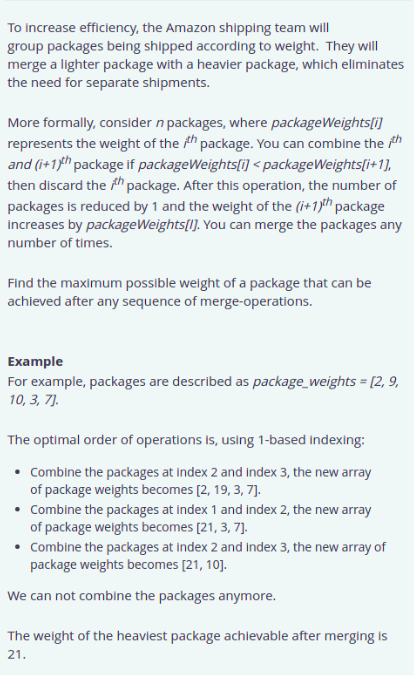 To increase efficiency, the Amazon shipping team will
group packages being shipped according to weight. They will
merge a lighter package with a heavier package, which eliminates
the need for separate shipments.
More formally, consider n packages, where packageWeights[i]
represents the weight of the ith package. You can combine the ith
and (i+1)th package if packageWeights[i] < packageWeights[i+1],
then discard the ith package. After this operation, the number of
packages is reduced by 1 and the weight of the (i+1)th package
increases by packageWeights[I]. You can merge the packages any
number of times.
Find the maximum possible weight of a package that can be
achieved after any sequence of merge-operations.
Example
For example, packages are described as package_weights = [2, 9,
10, 3, 7].
The optimal order of operations is, using 1-based indexing:
• Combine the packages at index 2 and index 3, the new array
of package weights becomes [2, 19, 3, 7].
• Combine the packages at index 1 and index 2, the new array
of package weights becomes [21, 3, 7].
• Combine the packages at index 2 and index 3, the new array of
package weights becomes [21, 10].
We can not combine the packages anymore.
The weight of the heaviest package achievable after merging is
21.